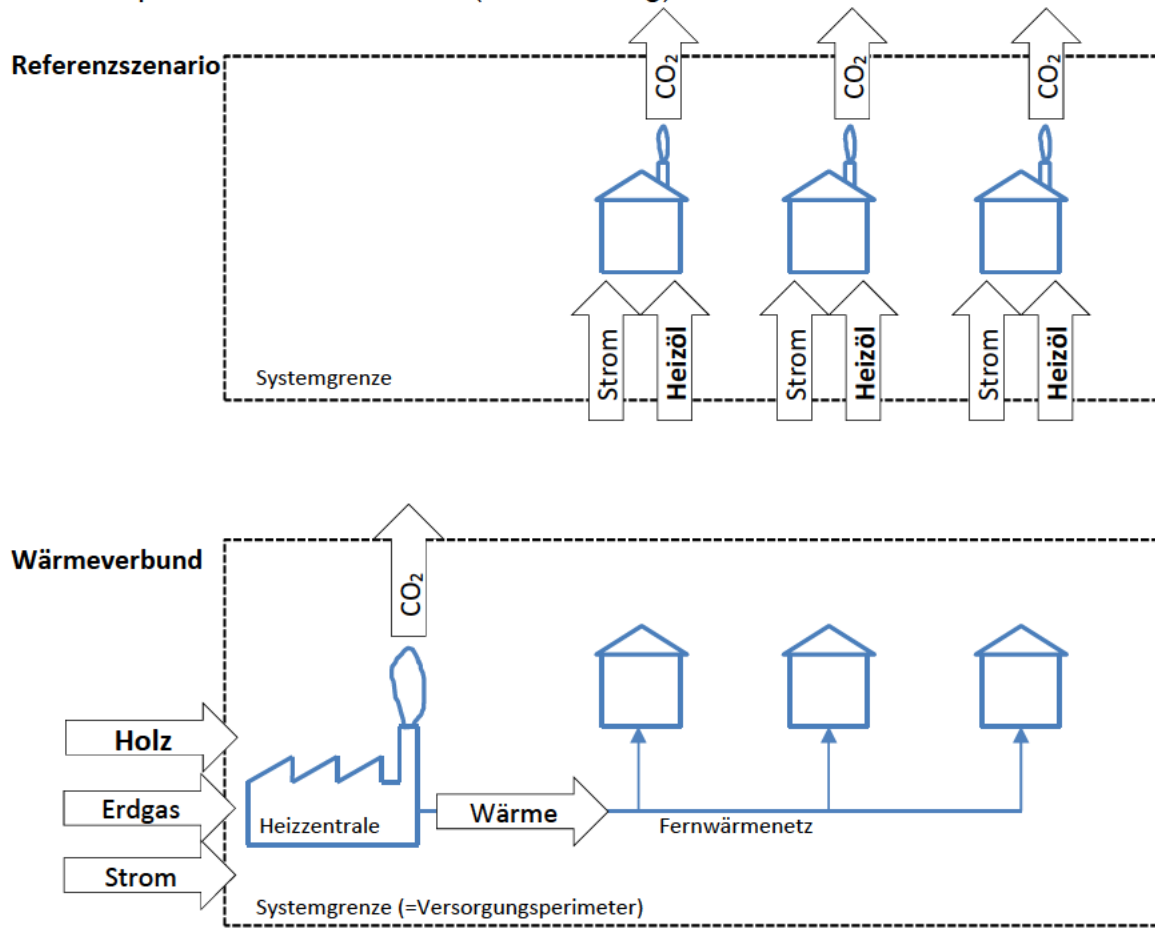 Referenzszenario
CO₂
CO₂
CO₂
Strom
Heizöl
Strom
Heizöl
Strom
Heizöl
Systemgrenze
Wärmeverbund
CO₂
Holz
Erdgas
Strom
Heizzentrale
Wärme
Fernwärmenetz
Systemgrenze (=Versorgungsperimeter)